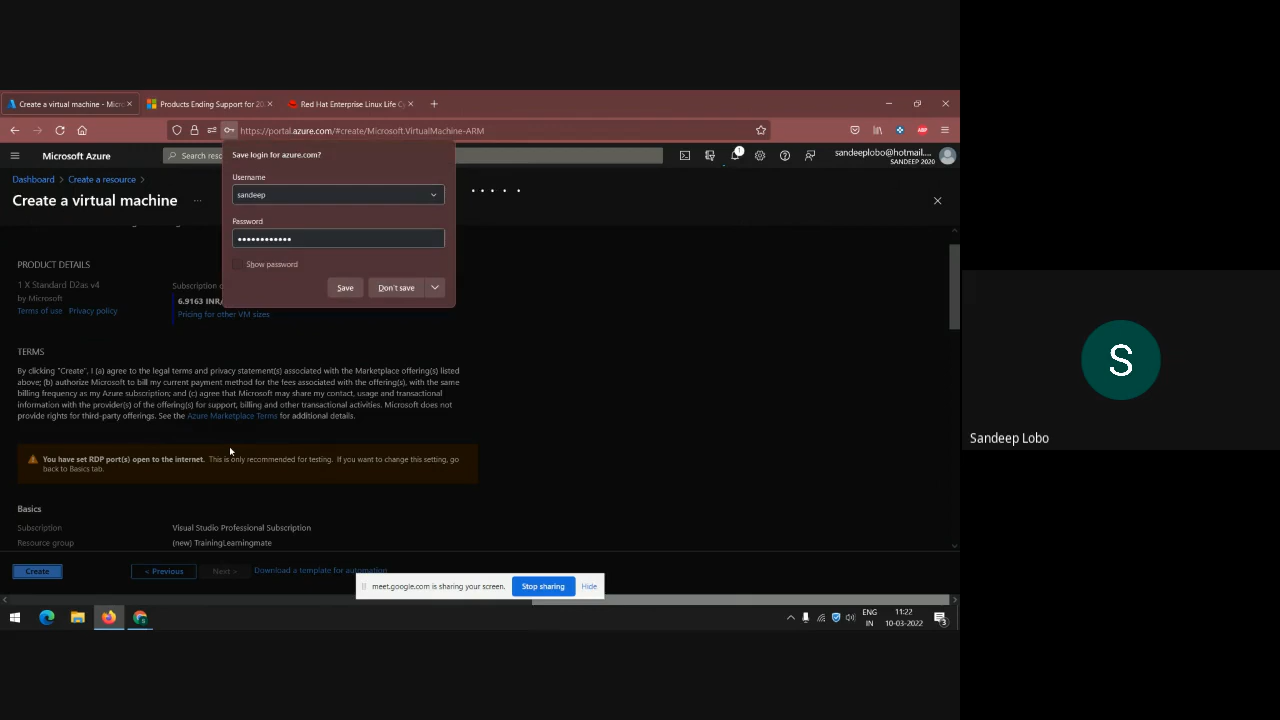 Create a virtual machine - Micro
Products Ending Support for 20
Red Hat Enterprise Linux Life Cy
https://portal.azure.com/#create/Microsoft.VirtualMachine-ARM
Microsoft Azure
Search reso
1
sandeeplobo@hotmail....
SANDEEP 2020
Dashboard > Create a resource >
Create a virtual machine ...
Save login for azure.com?
Username
sandeep
Password
Show password
Save
Don't save
PRODUCT DETAILS
1 X Standard D2as v4
by Microsoft
Terms of use Privacy policy
Subscription c
6.9163 INR/
Pricing for other VM sizes
TERMS
By clicking "Create", I (a) agree to the legal terms and privacy statement(s) associated with the Marketplace offering(s) listed
above; (b) authorize Microsoft to bill my current payment method for the fees associated with the offering(s), with the same
billing frequency as my Azure subscription; and (c) agree that Microsoft may share my contact, usage and transactional
information with the provider(s) of the offering(s) for support, billing and other transactional activities. Microsoft does not
provide rights for third-party offerings. See the Azure Marketplace Terms for additional details.
You have set RDP port(s) open to the internet. This is only recommended for testing. If you want to change this setting, go
back to Basics tab.
Basics
Subscription Visual Studio Professional Subscription
Resource group (new) TrainingLearningmate
Create
< Previous
Next >
Download a template for automation
meet.google.com is sharing your screen.
Stop sharing
Hide
ENG
IN
11:22
10-03-2022
3
S
Sandeep Lobo